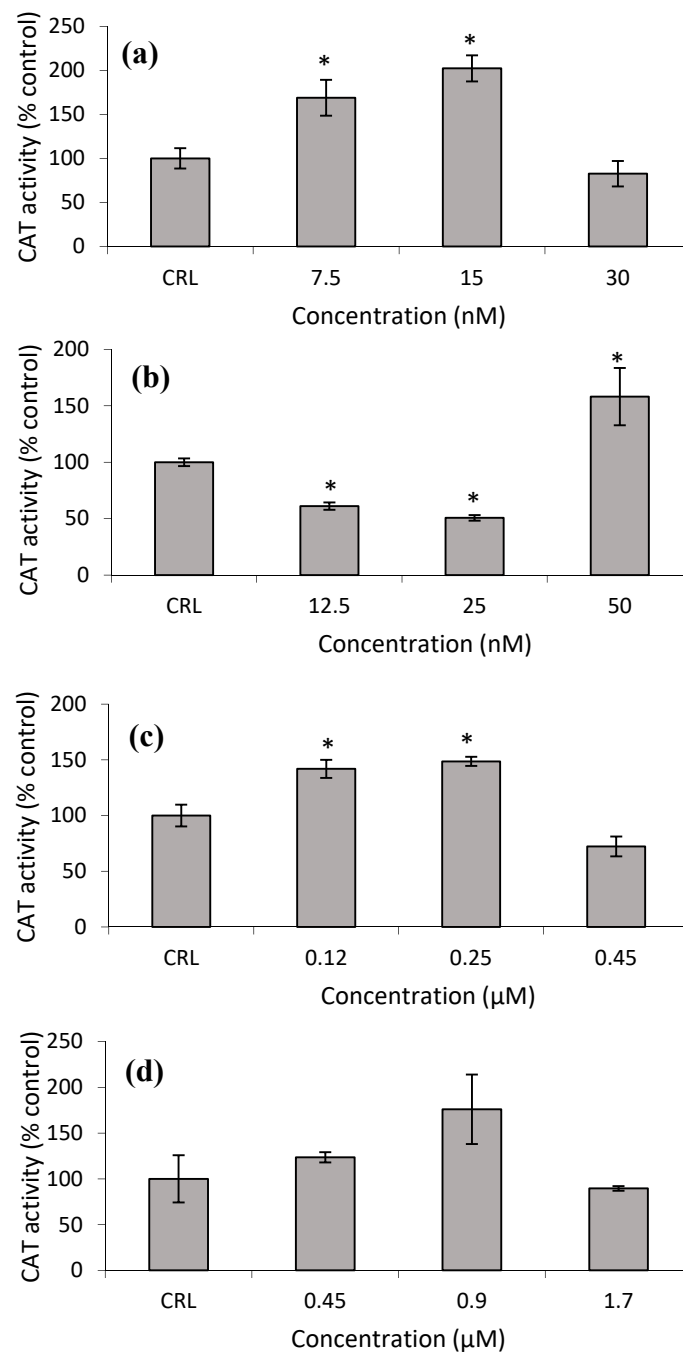 (a)
CAT activity (% control)
250
200
150
100
50
0
*
*
CRL 7.5 15 30
Concentration (nM)
(b)
CAT activity (% control)
200
150
100
50
0
*
*
*
CRL 12.5 25 50
Concentration (nM)
(c)
CAT activity (% control)
200
150
100
50
0
*
*
CRL 0.12 0.25 0.45
Concentration (µM)
(d)
CAT activity (% control)
250
200
150
100
50
0
CRL 0.45 0.9 1.7
Concentration (µM)